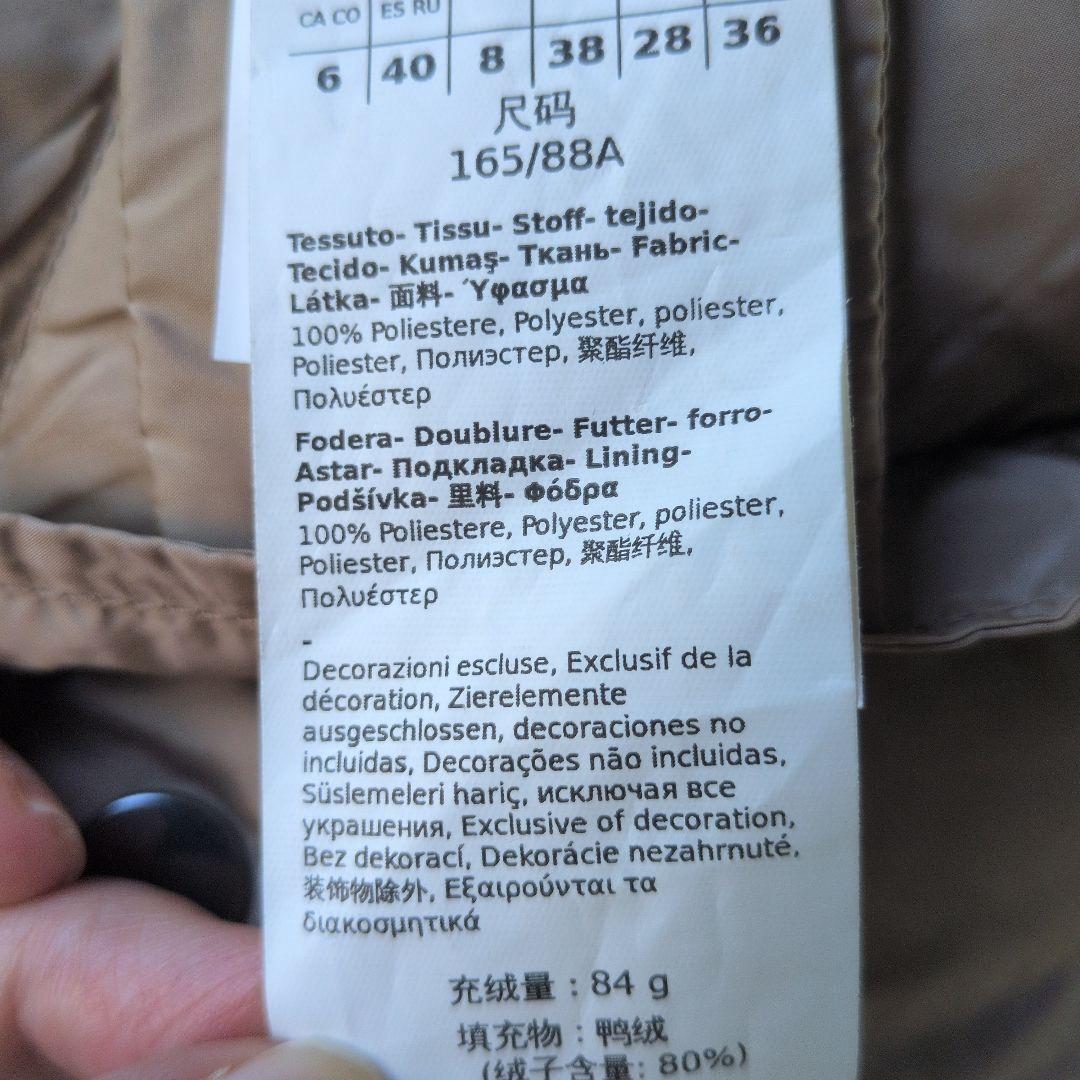 CA CO ES RU
6 40 8 38 28 36
尺码
165/88A
Tessuto- Tissu- Stoff- tejido-
Tecido- Kumaş- Ткань- Fabric-
Látka- 面料- Ύφασμα
100% Poliestere, Polyester, poliester,
Poliester, Полиэстер, 聚酯纤维,
Πολυέστερ
Fodera- Doublure- Futter- forro-
Astar- Подкладка- Lining-
Podšívka- 里料- Φόδρα
100% Poliestere, Polyester, poliester,
Poliester, Полиэстер, 聚酯纤维,
Πολυέστερ
-
Decorazioni escluse, Exclusif de la
décoration, Zierelemente
ausgeschlossen, decoraciones no
incluidas, Decorações não incluidas,
Süslemeleri hariç, исключая все
украшения, Exclusive of decoration,
Bez dekorací, Dekorácie nezahrnuté,
装饰物除外, Εξαιρούνται τα
διακοσμητικά
充绒量 : 84 g
填充物 : 鸭绒
(绒子含量: 80%)